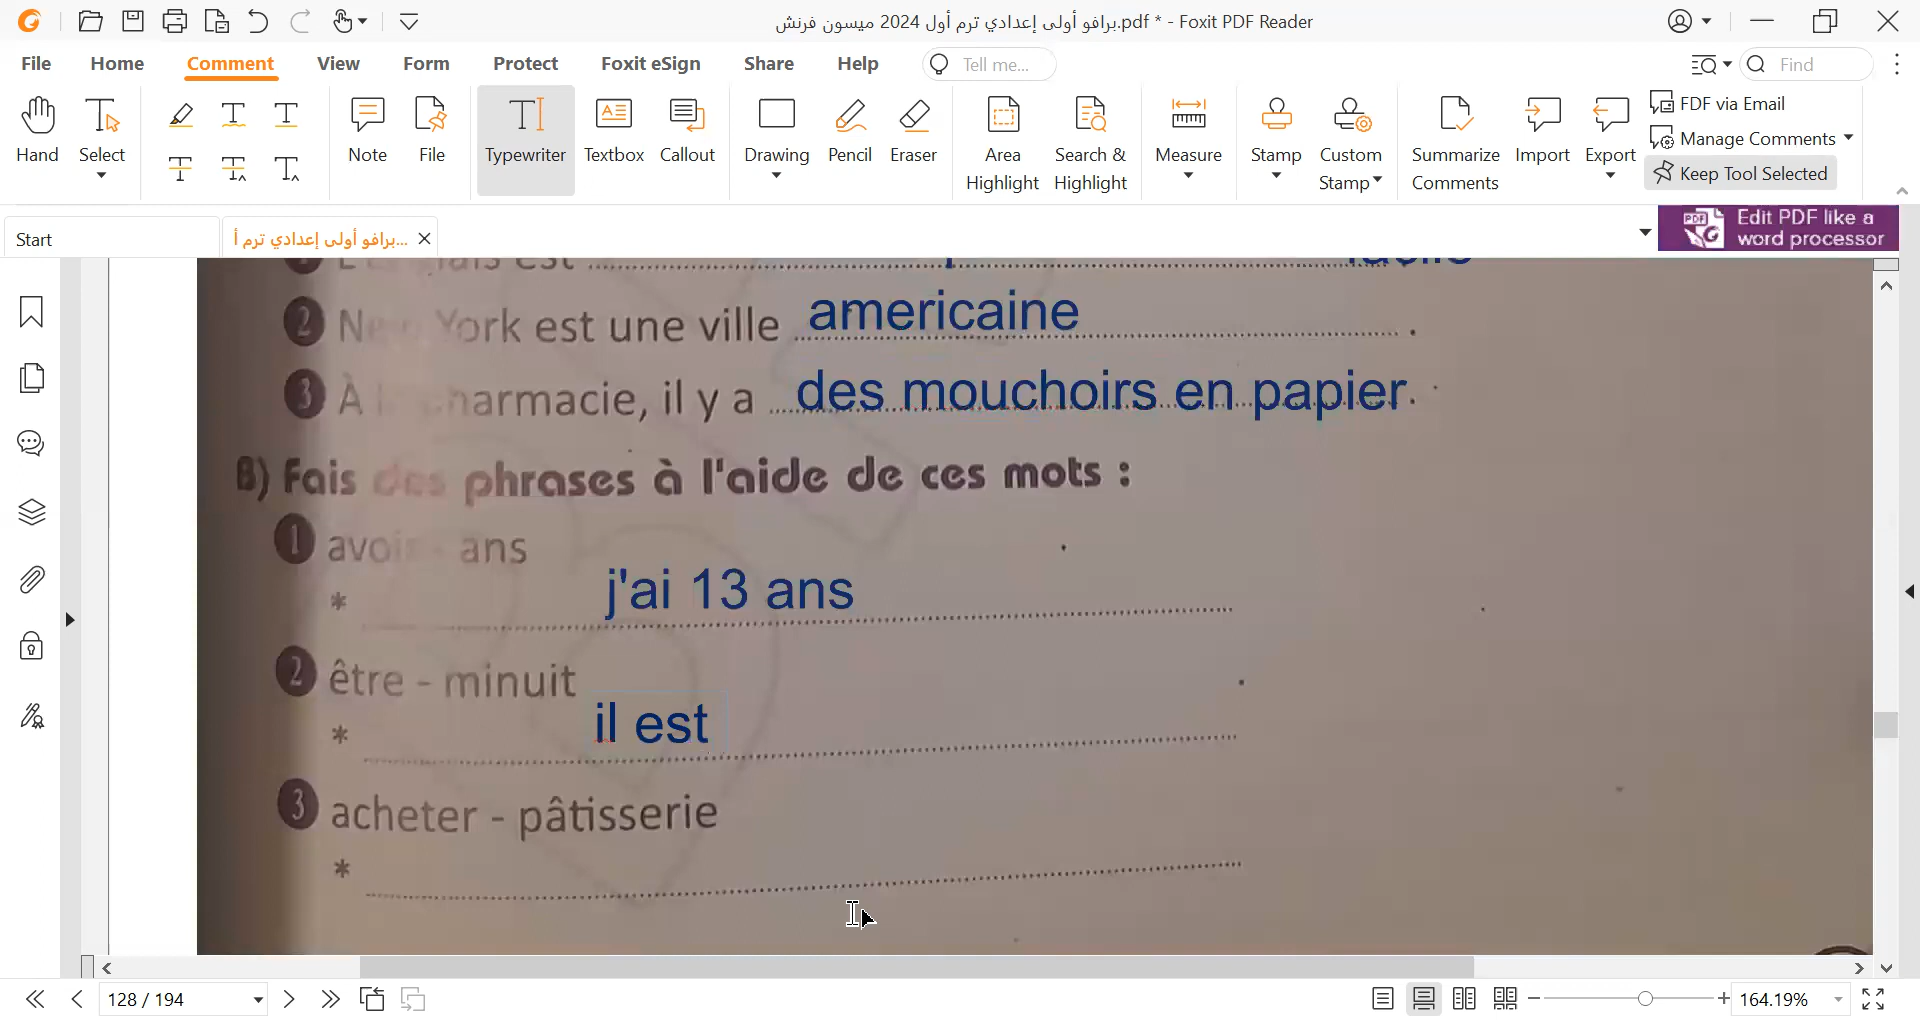 برافو أولى إعدادي ترم أول 2024 ميسون فرنش.pdf * - Foxit PDF Reader
File Home Comment View Form Protect Foxit eSign Share Help Tell me... Find
Hand Select Note File Typewriter Textbox Callout Drawing Pencil Eraser Area Highlight Search & Highlight Measure Stamp Custom Stamp Summarize Comments Import Export
FDF via Email
Manage Comments
Keep Tool Selected
Start
برافو أولى إعدادي ترم أ...
Edit PDF like a
word processor
2 New York est une ville americaine .
3 À la pharmacie, il y a des mouchoirs en papier.
B) Fais des phrases à l'aide de ces mots :
1 avoir - ans
* j'ai 13 ans
2 être - minuit
* il est
3 acheter - pâtisserie
*
128 / 194
164.19%